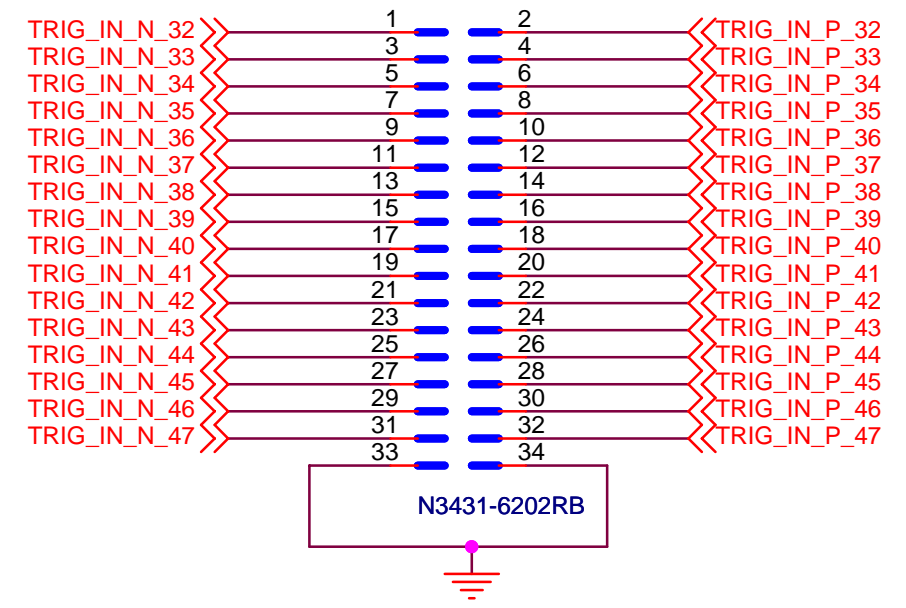 TRIG_IN_N_32 1 2 TRIG_IN_P_32
TRIG_IN_N_33 3 4 TRIG_IN_P_33
TRIG_IN_N_34 5 6 TRIG_IN_P_34
TRIG_IN_N_35 7 8 TRIG_IN_P_35
TRIG_IN_N_36 9 10 TRIG_IN_P_36
TRIG_IN_N_37 11 12 TRIG_IN_P_37
TRIG_IN_N_38 13 14 TRIG_IN_P_38
TRIG_IN_N_39 15 16 TRIG_IN_P_39
TRIG_IN_N_40 17 18 TRIG_IN_P_40
TRIG_IN_N_41 19 20 TRIG_IN_P_41
TRIG_IN_N_42 21 22 TRIG_IN_P_42
TRIG_IN_N_43 23 24 TRIG_IN_P_43
TRIG_IN_N_44 25 26 TRIG_IN_P_44
TRIG_IN_N_45 27 28 TRIG_IN_P_45
TRIG_IN_N_46 29 30 TRIG_IN_P_46
TRIG_IN_N_47 31 32 TRIG_IN_P_47
33 34
N3431-6202RB